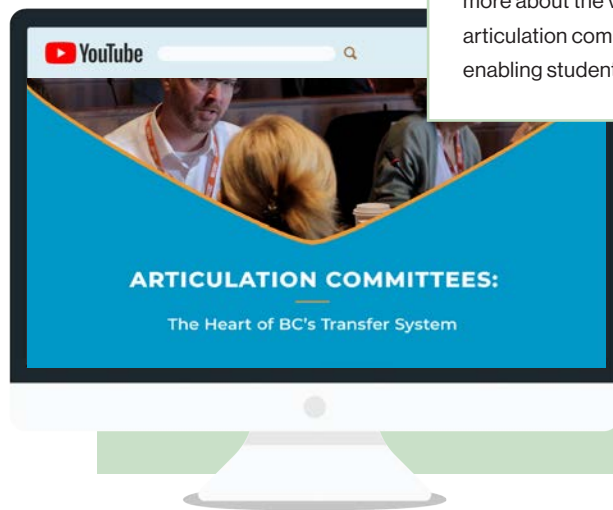 more about the
articulation com
enabling student
YouTube
ARTICULATION COMMITTEES:
The Heart of BC's Transfer System